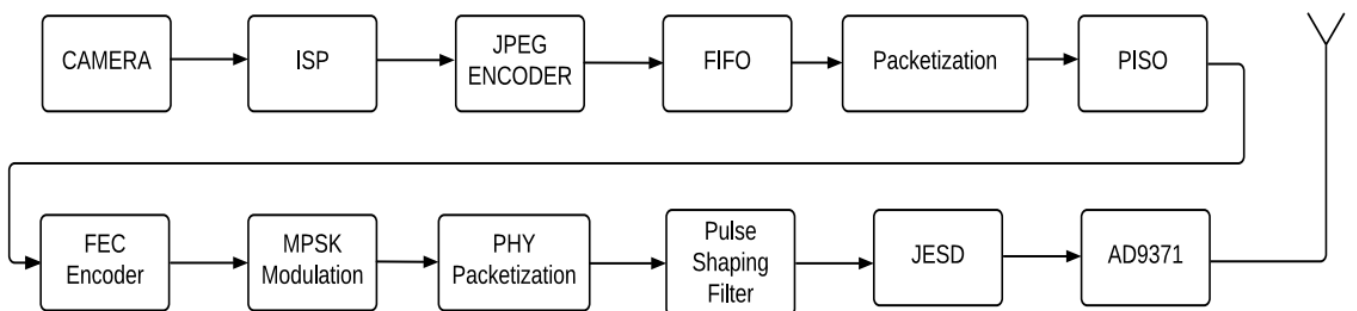 CAMERA
ISP
JPEG
ENCODER
FIFO
Packetization
PISO
FEC
Encoder
MPSK
Modulation
PHY
Packetization
Pulse
Shaping
Filter
JESD
AD9371